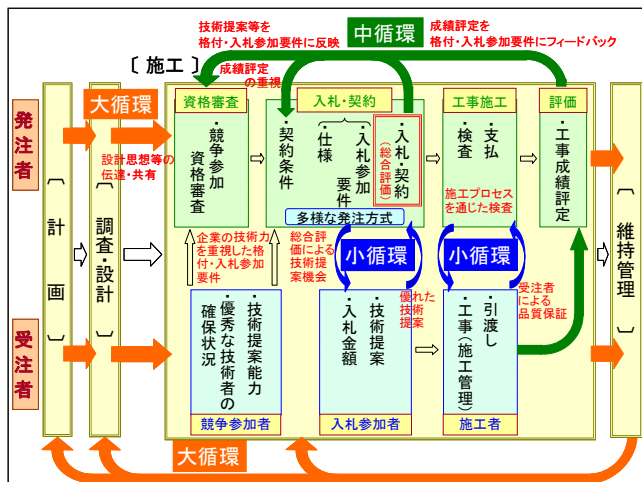 技術提案等を
格付・入札参加要件に反映
中循環
成績評定を
格付・入札参加要件にフィードバック
〔 施工 〕
成績評定
の重視
大循環
発注者
受注者
〔 計 画 〕
〔 調査・設計 〕
設計思想等の
伝達・共有
資格審査
・競争参加
資格審査
入札・契約
・契約条件
・仕様
・入札参加
要件
・入札・契約
（総合評価）
多様な発注方式
工事施工
・検査
・支払
施工プロセス
を通じた検査
評価
・工事成績評定
〔 維持管理 〕
企業の技術力
を重視した格
付・入札参加
要件
総合評
価による
技術提
案機会
小循環
優れた
技術
提案
小循環
受注者
による
品質保証
・技術提案能力
・優秀な技術者の
確保状況
競争参加者
・技術提案
・入札金額
入札参加者
・引渡し
・工事（施工管理）
施工者
大循環